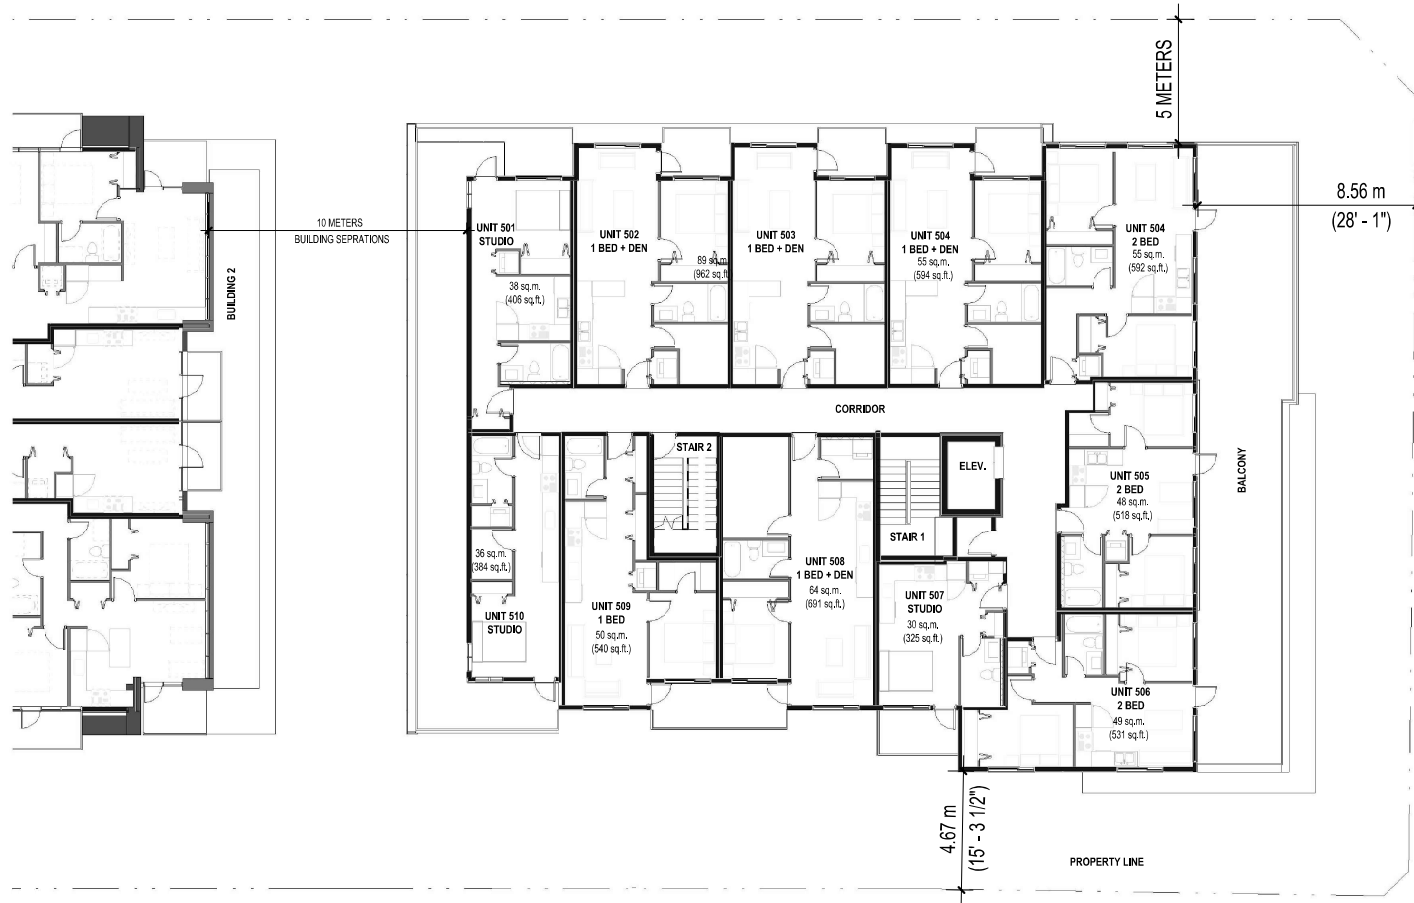 5 METERS
8.56 m
(28' - 1")
10 METERS
BUILDING SEPRATIONS
BUILDING 2
UNIT 501
STUDIO
38 sq.m.
(406 sq.ft.)
UNIT 502
1 BED + DEN
89 sq.m
(962 sq.ft
UNIT 503
1 BED + DEN
UNIT 504
1 BED + DEN
55 sq.m.
(594 sq.ft.)
UNIT 504
2 BED
55 sq.m.
(592 sq.ft.)
CORRIDOR
STAIR 2
ELEV.
STAIR 1
BALCONY
UNIT 505
2 BED
48 sq.m.
(518 sq.ft.)
36 sq.m.
(384 sq.ft.)
UNIT 510
STUDIO
UNIT 509
1 BED
50 sq.m.
(540 sq.ft.)
UNIT 508
1 BED + DEN
64 sq.m.
(691 sq.ft.)
UNIT 507
STUDIO
30 sq.m.
(325 sq.ft.)
UNIT 506
2 BED
49 sq.m.
(531 sq.ft.)
4.67 m
(15' - 3 1/2")
PROPERTY LINE